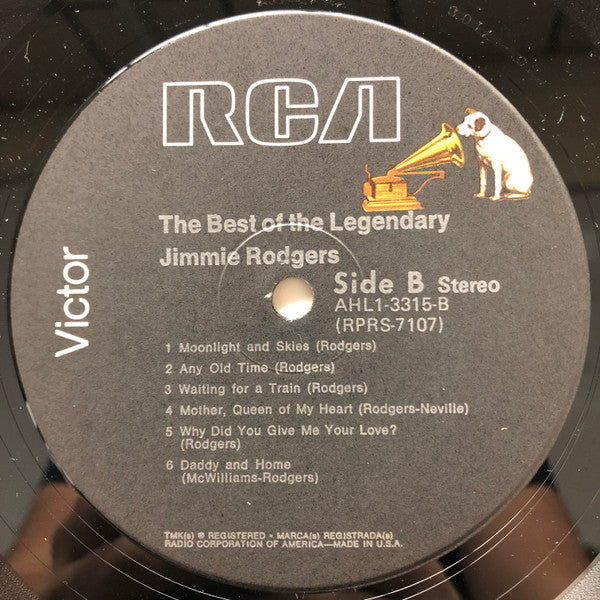 RCA
Victor
The Best of the Legendary
Jimmie Rodgers
Side B Stereo
AHL1-3315-B
(RPRS-7107)
1 Moonlight and Skies (Rodgers)
2 Any Old Time (Rodgers)
3 Waiting for a Train (Rodgers)
4 Mother, Queen of My Heart (Rodgers-Neville)
5 Why Did You Give Me Your Love?
(Rodgers)
6 Daddy and Home
(McWilliams-Rodgers)
TMK(s) ® REGISTERED • MARCA(s) REGISTRADA(s)
RADIO CORPORATION OF AMERICA—MADE IN U.S.A.